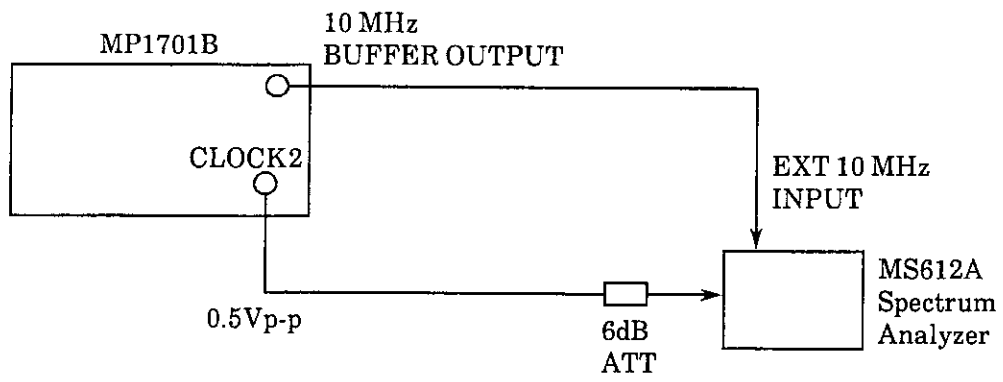 MP1701B
10 MHz
BUFFER OUTPUT
CLOCK2
EXT 10 MHz
INPUT
0.5Vp-p
6dB
ATT
MS612A
Spectrum
Analyzer